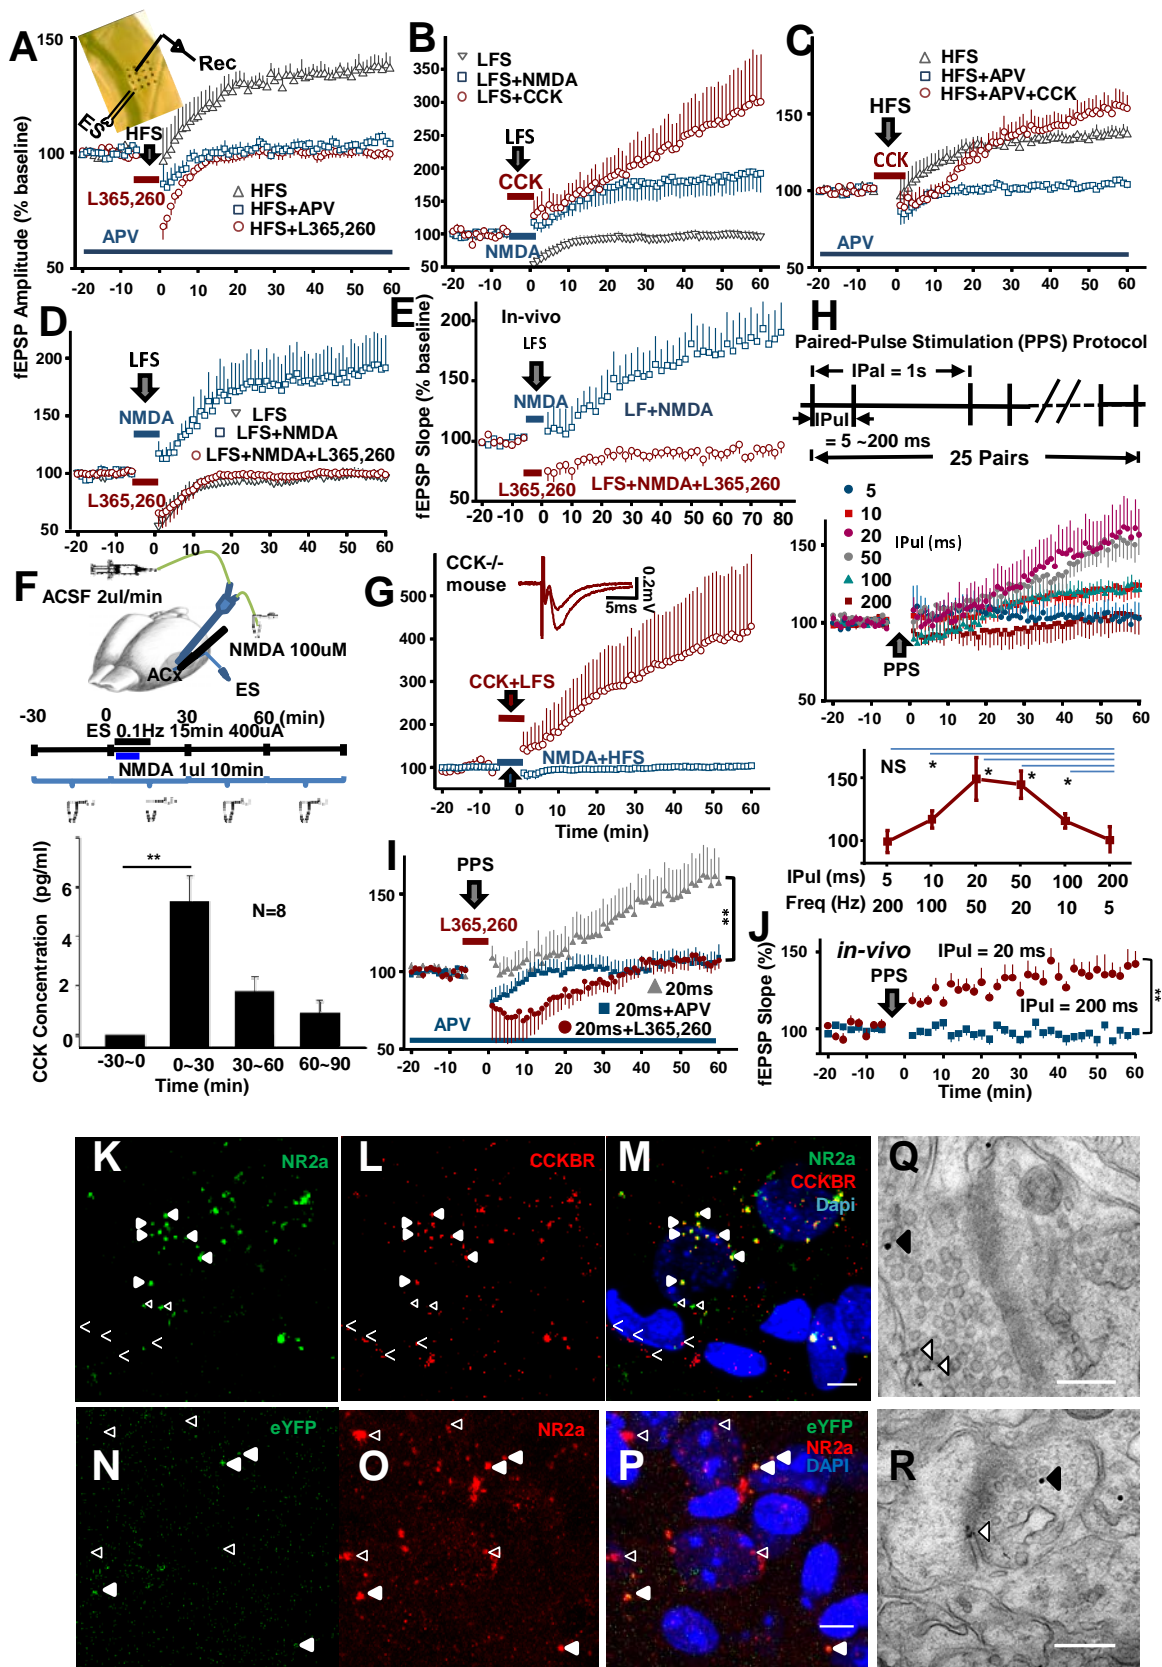 A
fEPSP Amplitude (% baseline)
150
100
50
Rec
ES
HFS
L365,260
HFS
HFS+APV
HFS+L365,260
APV
-20 -10 0 10 20 30 40 50 60
B
LFS
LFS+NMDA
LFS+CCK
350
300
250
200
150
100
50
LFS
CCK
NMDA
-20 -10 0 10 20 30 40 50 60
C
HFS
HFS+APV
HFS+APV+CCK
150
100
50
HFS
CCK
APV
-20 -10 0 10 20 30 40 50 60
D
200
150
100
50
LFS
NMDA
LFS
LFS+NMDA
LFS+NMDA+L365,260
L365,260
-20 -10 0 10 20 30 40 50 60
E
fEPSP Slope (% baseline)
In-vivo
LFS
200
150
100
50
NMDA
LF+NMDA
L365,260
LFS+NMDA+L365,260
-20 -10 0 10 20 30 40 50 60 70 80
H
Paired-Pulse Stimulation (PPS) Protocol
IPal = 1s
IPul
= 5 ~200 ms
25 Pairs
5
10
20
50
100
200
IPul (ms)
150
100
50
PPS
-20 -10 0 10 20 30 40 50 60
NS
* * * *
150
100
IPul (ms) 5 10 20 50 100 200
Freq (Hz) 200 100 50 20 10 5
F
ACSF 2ul/min
NMDA 100uM
ACx
ES
-30 0 30 60 (min)
ES 0.1Hz 15min 400uA
NMDA 1ul 10min
CCK Concentration (pg/ml)
6
4
2
0
**
N=8
-30~0 0~30 30~60 60~90
Time (min)
G
CCK-/-
mouse
0.2mV
5ms
500
400
300
200
100
CCK+LFS
NMDA+HFS
-20 -10 0 10 20 30 40 50 60
Time (min)
I
PPS
150
100
50
L365,260
**
20ms
20ms+APV
20ms+L365,260
APV
-20 -10 0 10 20 30 40 50 60
Time (min)
J
fEPSP Slope (%)
in-vivo
PPS
IPul = 20 ms
IPul = 200 ms
150
100
**
-20 -10 0 10 20 30 40 50 60
Time (min)
K
NR2a
L
CCKBR
M
NR2a
CCKBR
Dapi
Q
N
eYFP
O
NR2a
P
eYFP
NR2a
DAPI
R